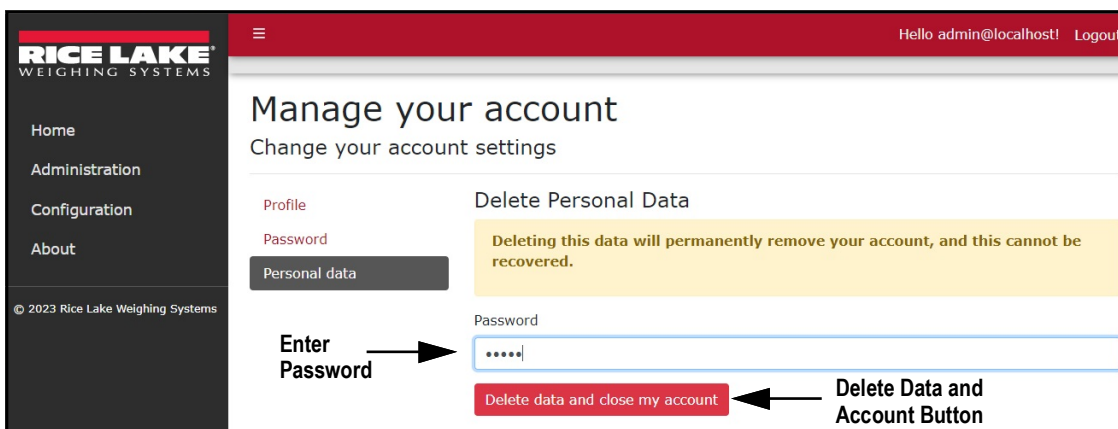 RICE LAKE®
WEIGHING SYSTEMS
Home
Administration
Configuration
About
© 2023 Rice Lake Weighing Systems
☰
Hello admin@localhost! Logout
Manage your account
Change your account settings
Profile
Password
Personal data
Delete Personal Data
Deleting this data will permanently remove your account, and this cannot be
recovered.
Password
•••••
Enter
Password
Delete data and close my account
Delete Data and
Account Button